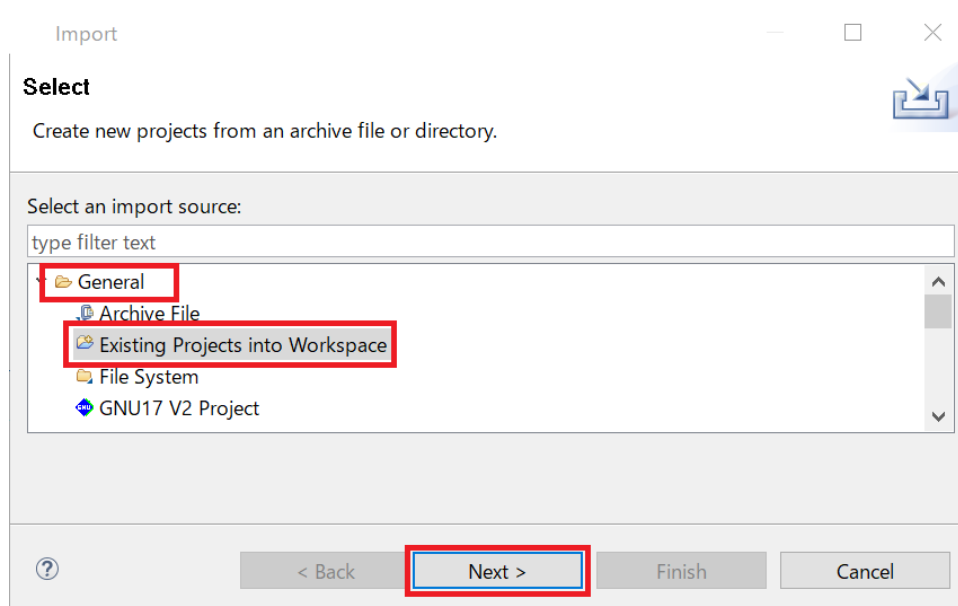 Import
Select
Create new projects from an archive file or directory.
Select an import source:
type filter text
General
Archive File
Existing Projects into Workspace
File System
GNU17 V2 Project
?
< Back
Next >
Finish
Cancel